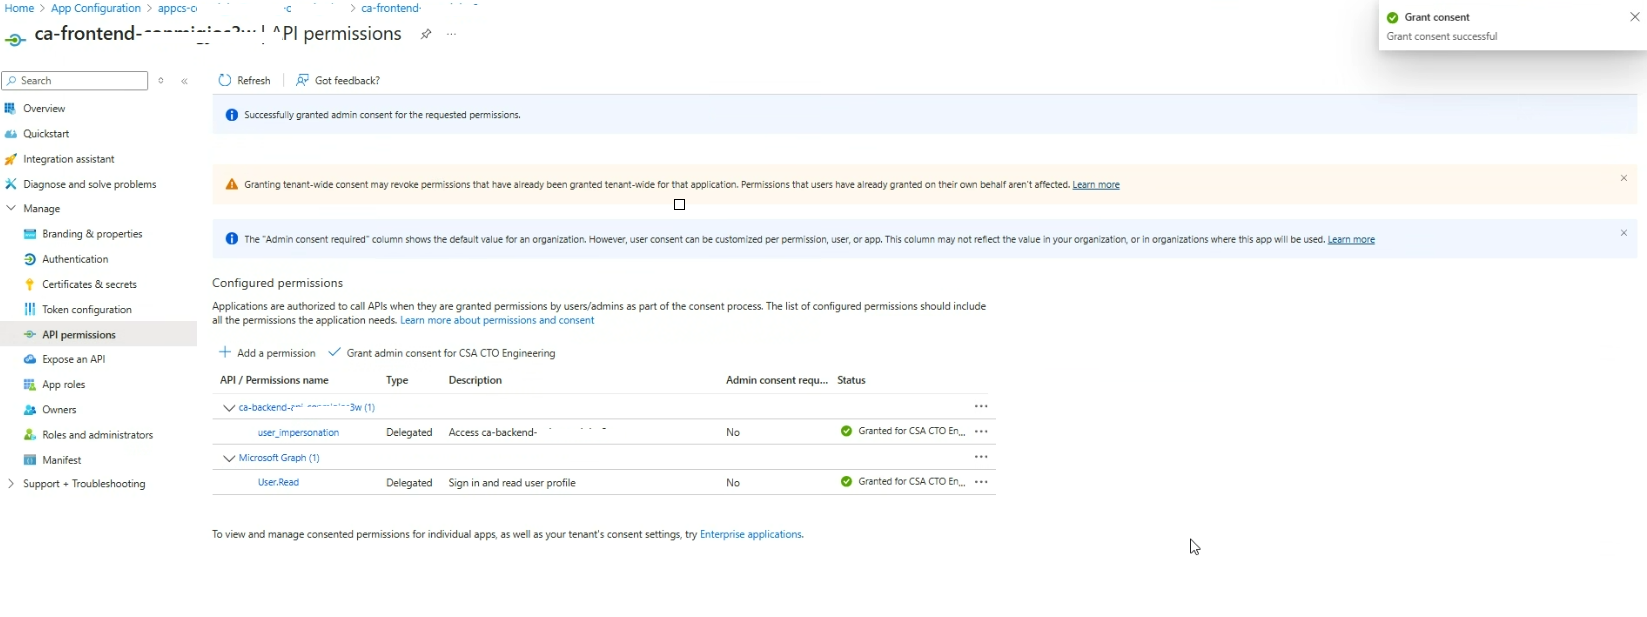 Home > App Configuration > appcs-c > ca-frontend-
Grant consent
Grant consent successful
ca-frontend- | API permissions
Search
Refresh
Got feedback?
Overview
Quickstart
Integration assistant
Diagnose and solve problems
Manage
Branding & properties
Authentication
Certificates & secrets
Token configuration
API permissions
Expose an API
App roles
Owners
Roles and administrators
Manifest
Support + Troubleshooting
Successfully granted admin consent for the requested permissions.
Granting tenant-wide consent may revoke permissions that have already been granted tenant-wide for that application. Permissions that users have already granted on their own behalf aren't affected. Learn more
The "Admin consent required" column shows the default value for an organization. However, user consent can be customized per permission, user, or app. This column may not reflect the value in your organization, or in organizations where this app will be used. Learn more
Configured permissions
Applications are authorized to call APIs when they are granted permissions by users/admins as part of the consent process. The list of configured permissions should include
all the permissions the application needs. Learn more about permissions and consent
Add a permission
Grant admin consent for CSA CTO Engineering
API / Permissions name Type Description Admin consent requ... Status
ca-backend- 3w (1)
user_impersonation Delegated Access ca-backend- No Granted for CSA CTO En...
Microsoft Graph (1)
User.Read Delegated Sign in and read user profile No Granted for CSA CTO En...
To view and manage consented permissions for individual apps, as well as your tenant's consent settings, try Enterprise applications.